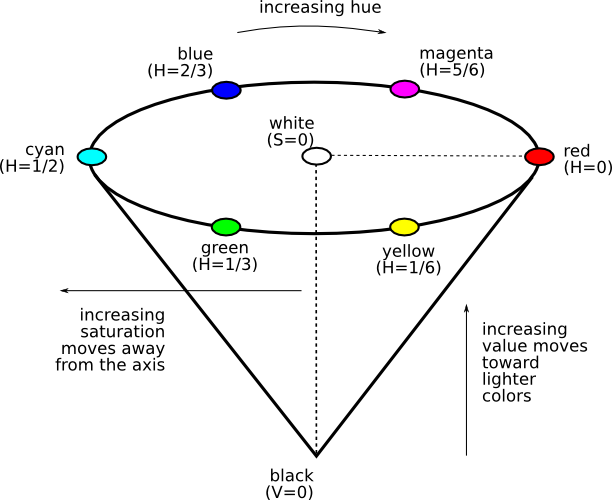 increasing hue
blue
(H=2/3)
magenta
(H=5/6)
white
(S=0)
cyan
(H=1/2)
red
(H=0)
green
(H=1/3)
yellow
(H=1/6)
increasing
saturation
moves away
from the axis
increasing
value moves
toward
lighter
colors
black
(V=0)